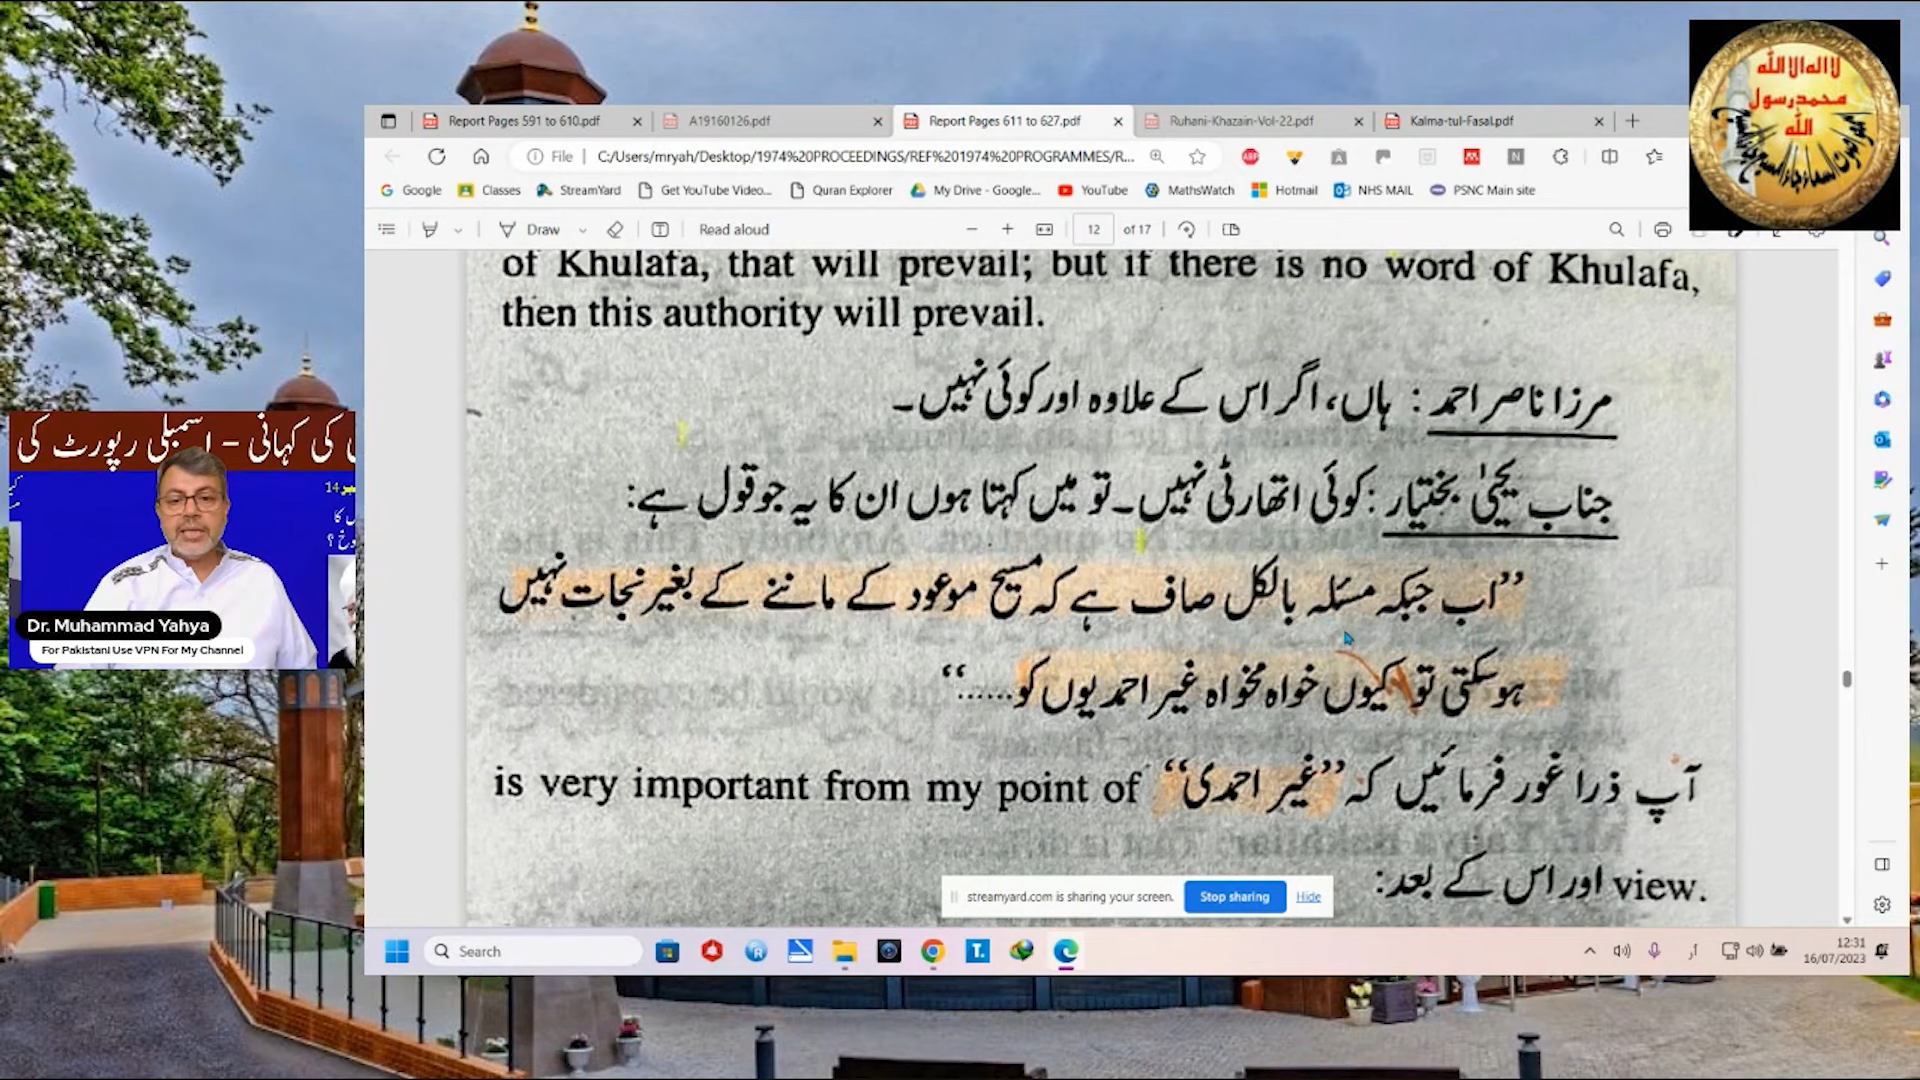 لا اله الا الله
محمد رسول
الله
Report Pages 591 to 610.pdf
A19160126.pdf
Report Pages 611 to 627.pdf
Ruhani-Khazain-Vol-22.pdf
Kalma-tul-Fasal.pdf
File
C:/Users/mryah/Desktop/1974%20PROCEEDINGS/REF%201974%20PROGRAMMES/R...
Google
Classes
StreamYard
Get YouTube Video...
Quran Explorer
My Drive - Google...
YouTube
MathsWatch
Hotmail
NHS MAIL
PSNC Main site
Draw
Read aloud
12 of 17
of Khulafa, that will prevail; but if there is no word of Khulafa,
then this authority will prevail.
مرزا ناصر احمد : ہاں، اگر اس کے علاوہ اور کوئی نہیں۔
جناب یحییٰ بختیار : کوئی اتھارٹی نہیں۔ تو میں کہتا ہوں ان کا یہ جو قول ہے:
”اب جبکہ مسئلہ بالکل صاف ہے کہ مسیح موعود کے ماننے کے بغیر نجات نہیں
ہوسکتی تو کیوں خواہ مخواہ غیر احمدیوں کو......“
آپ ذرا غور فرمائیں کہ ”غیر احمدی“ is very important from my point of
view. اور اس کے بعد:
streamyard.com is sharing your screen.
Stop sharing
Hide
کی کہانی - اسمبلی رپورٹ کی
14
Dr. Muhammad Yahya
For Pakistani Use VPN For My Channel
Search
12:31
16/07/2023